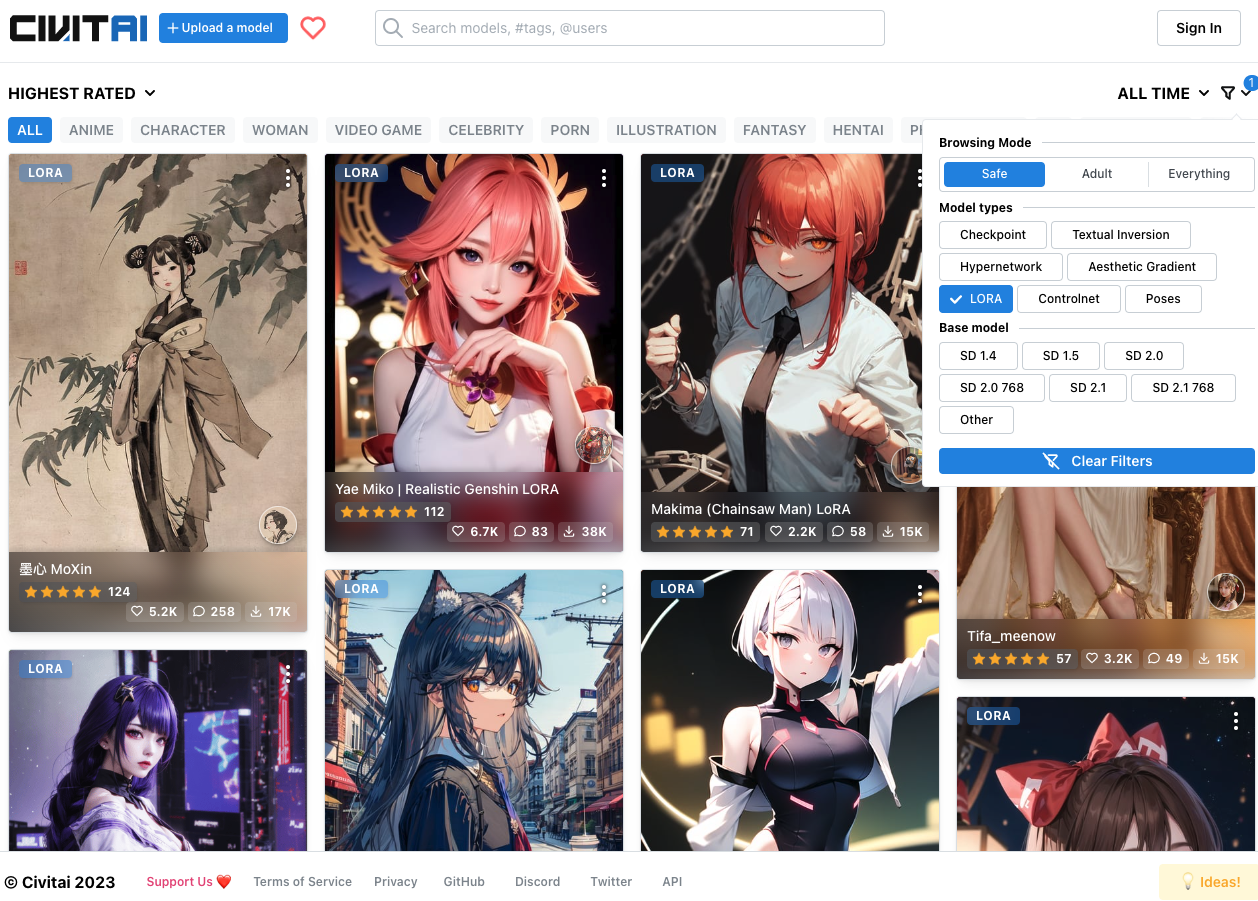 CIVITAI
Upload a model
Search models, #tags, @users
Sign In
HIGHEST RATED
ALL TIME
1
ALL
ANIME
CHARACTER
WOMAN
VIDEO GAME
CELEBRITY
PORN
ILLUSTRATION
FANTASY
HENTAI
Browsing Mode
Safe
Adult
Everything
Model types
Checkpoint
Textual Inversion
Hypernetwork
Aesthetic Gradient
LORA
Controlnet
Poses
Base model
SD 1.4
SD 1.5
SD 2.0
SD 2.0 768
SD 2.1
SD 2.1 768
Other
Clear Filters
LORA
墨心 MoXin
124
5.2K
258
17K
LORA
Yae Miko | Realistic Genshin LORA
112
6.7K
83
38K
LORA
Makima (Chainsaw Man) LoRA
71
2.2K
58
15K
Tifa_meenow
57
3.2K
49
15K
LORA
LORA
LORA
LORA
© Civitai 2023
Support Us ❤️
Terms of Service
Privacy
GitHub
Discord
Twitter
API
💡 Ideas!